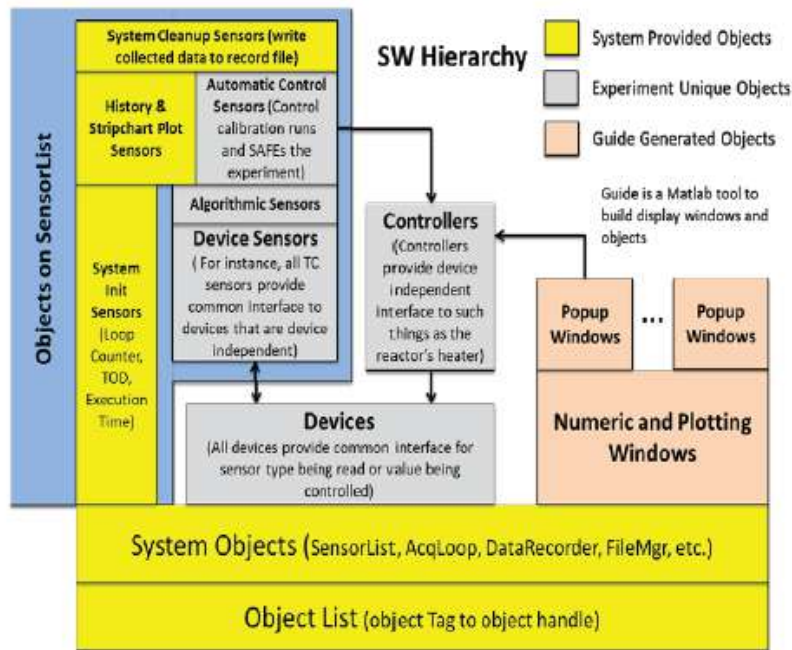 System Cleanup Sensors (write
collected data to record file)
SW Hierarchy
System Provided Objects
Experiment Unique Objects
Guide Generated Objects
Guide is a Matlab tool to
build display windows and
objects
Objects on SensorList
History &
Stripchart Plot
Sensors
Automatic Control
Sensors (Control
calibration runs
and SAFEs the
experiment)
Algorithmic Sensors
Device Sensors
( For instance, all TC
sensors provide
common Interface to
devices that are device
independent)
System
Init
Sensors
(Loop
Counter,
TOD,
Execution
Time)
Controllers
(Controllers
provide device
independent
interface to such
things as the
reactor's heater)
Popup
Windows
...
Popup
Windows
Numeric and Plotting
Windows
Devices
(All devices provide common interface for
sensor type being read or value being
controlled)
System Objects (SensorList, AcqLoop, DataRecorder, FileMgr, etc.)
Object List (object Tag to object handle)